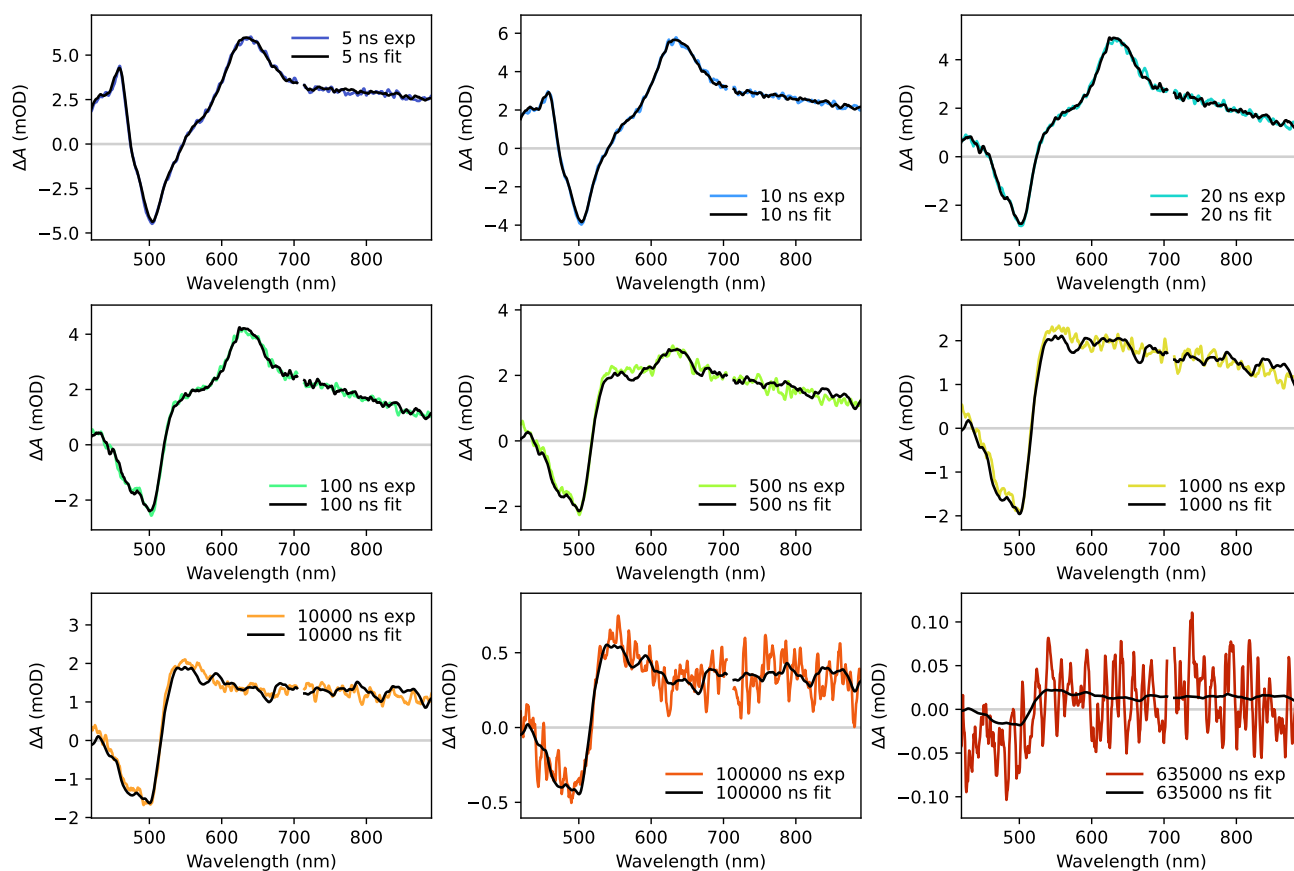 5.0
2.5
0.0
−2.5
−5.0
ΔA (mOD)
5 ns exp
5 ns fit
500
600
700
800
Wavelength (nm)
6
4
2
0
−2
−4
ΔA (mOD)
10 ns exp
10 ns fit
500
600
700
800
Wavelength (nm)
4
2
0
−2
ΔA (mOD)
20 ns exp
20 ns fit
500
600
700
800
Wavelength (nm)
4
2
0
−2
ΔA (mOD)
100 ns exp
100 ns fit
500
600
700
800
Wavelength (nm)
4
2
0
−2
ΔA (mOD)
500 ns exp
500 ns fit
500
600
700
800
Wavelength (nm)
2
1
0
−1
−2
ΔA (mOD)
1000 ns exp
1000 ns fit
500
600
700
800
Wavelength (nm)
3
2
1
0
−1
−2
ΔA (mOD)
10000 ns exp
10000 ns fit
500
600
700
800
Wavelength (nm)
0.5
0.0
−0.5
ΔA (mOD)
100000 ns exp
100000 ns fit
500
600
700
800
Wavelength (nm)
0.10
0.05
0.00
−0.05
−0.10
ΔA (mOD)
635000 ns exp
635000 ns fit
500
600
700
800
Wavelength (nm)